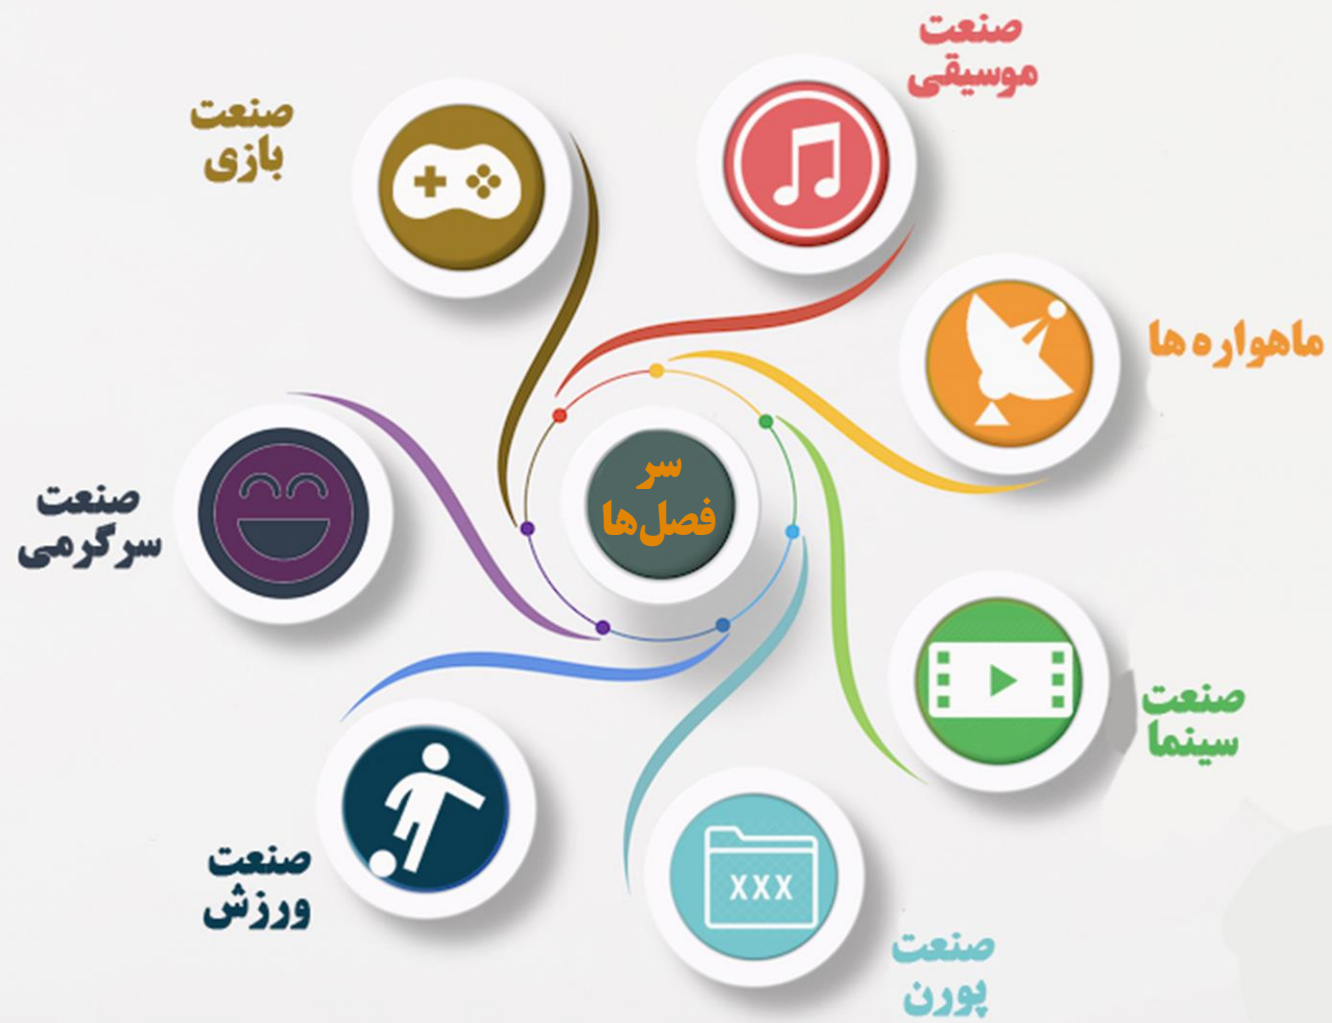 صنعت
موسیقی
صنعت
بازی
ماهواره ها
سر
فصل‌ها
صنعت
سرگرمی
صنعت
سینما
صنعت
ورزش
XXX
صنعت
پورن